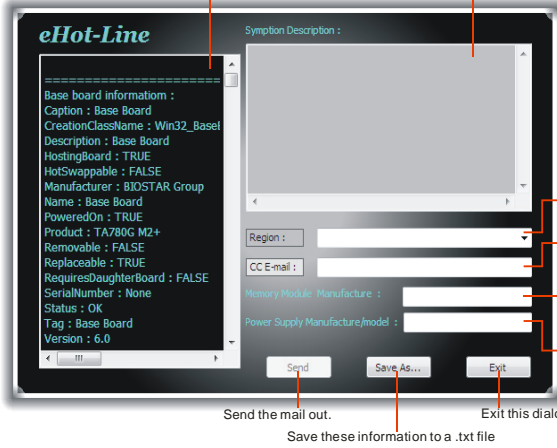 eHot-Line
Symption Description :
========================
Base board informatiom :
Caption : Base Board
CreationClassName : Win32_BaseB
Description : Base Board
HostingBoard : TRUE
HotSwappable : FALSE
Manufacturer : BIOSTAR Group
Name : Base Board
PoweredOn : TRUE
Product : TA780G M2+
Removable : FALSE
Replaceable : TRUE
RequiresDaughterBoard : FALSE
SerialNumber : None
Status : OK
Tag : Base Board
Version : 6.0
Region :
CC E-mail :
Memory Module Manufacture :
Power Supply Manufacture/model :
Send
Save As...
Exit
Send the mail out.
Exit this dialo
Save these information to a .txt file